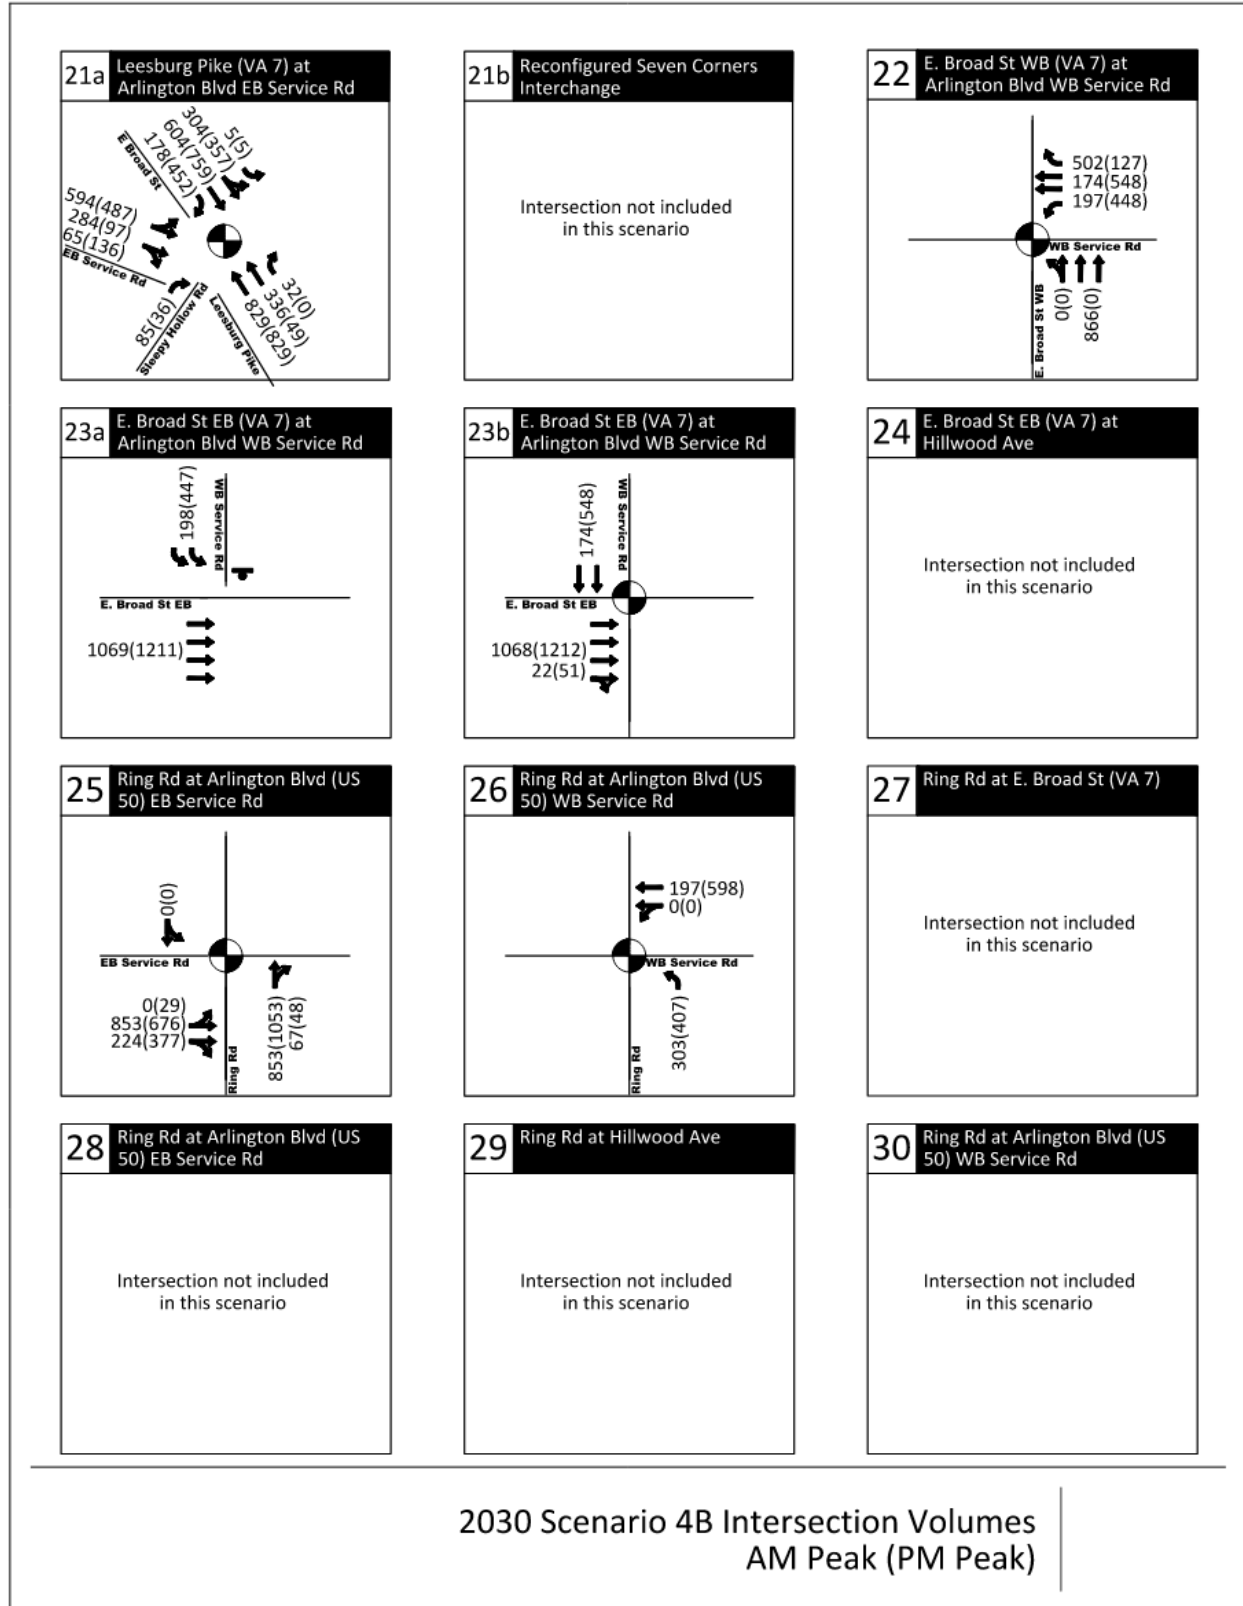 21a
Leesburg Pike (VA 7) at
Arlington Blvd EB Service Rd
5(5)
304(357)
604(759)
178(452)
E Broad St
594(487)
284(97)
65(136)
EB Service Rd
85(36)
Sleepy Hollow Rd
Leesburg Pike
32(0)
336(49)
829(829)
21b
Reconfigured Seven Corners
Interchange
Intersection not included
in this scenario
22
E. Broad St WB (VA 7) at
Arlington Blvd WB Service Rd
502(127)
174(548)
197(448)
WB Service Rd
E. Broad St WB
0(0)
866(0)
23a
E. Broad St EB (VA 7) at
Arlington Blvd WB Service Rd
198(447)
WB Service Rd
E. Broad St EB
1069(1211)
23b
E. Broad St EB (VA 7) at
Arlington Blvd WB Service Rd
174(548)
WB Service Rd
E. Broad St EB
1068(1212)
22(51)
24
E. Broad St EB (VA 7) at
Hillwood Ave
Intersection not included
in this scenario
25
Ring Rd at Arlington Blvd (US
50) EB Service Rd
0(0)
EB Service Rd
0(29)
853(676)
224(377)
Ring Rd
853(1053)
67(48)
26
Ring Rd at Arlington Blvd (US
50) WB Service Rd
197(598)
0(0)
WB Service Rd
Ring Rd
303(407)
27
Ring Rd at E. Broad St (VA 7)
Intersection not included
in this scenario
28
Ring Rd at Arlington Blvd (US
50) EB Service Rd
Intersection not included
in this scenario
29
Ring Rd at Hillwood Ave
Intersection not included
in this scenario
30
Ring Rd at Arlington Blvd (US
50) WB Service Rd
Intersection not included
in this scenario
2030 Scenario 4B Intersection Volumes
AM Peak (PM Peak)